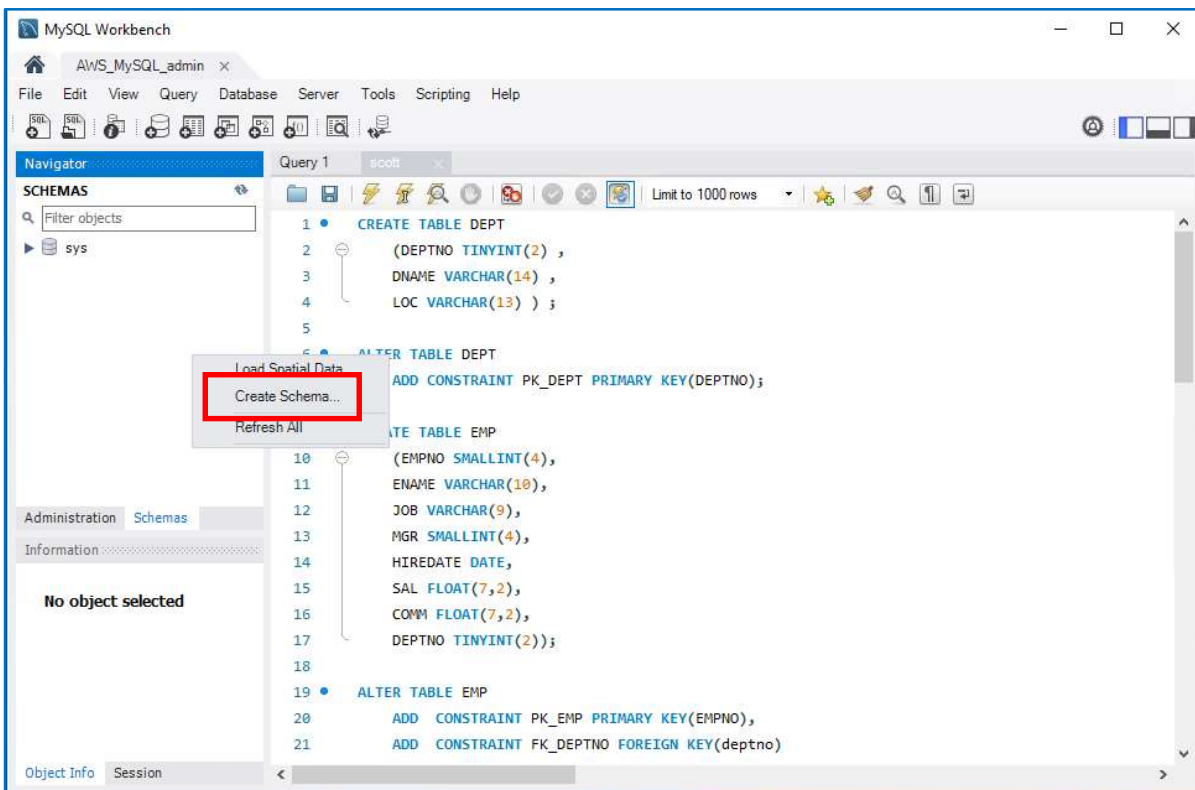 MySQL Workbench
AWS_MySQL_admin
File Edit View Query Database Server Tools Scripting Help
Navigator
SCHEMAS
Filter objects
sys
Query 1 scott
Limit to 1000 rows
1 CREATE TABLE DEPT
2 (DEPTNO TINYINT(2) ,
3 DNAME VARCHAR(14) ,
4 LOC VARCHAR(13) ) ;
5
6 ALTER TABLE DEPT
ADD CONSTRAINT PK_DEPT PRIMARY KEY(DEPTNO);
Load Spatial Data
Create Schema...
Refresh All
ATE TABLE EMP
10 (EMPNO SMALLINT(4),
11 ENAME VARCHAR(10),
12 JOB VARCHAR(9),
13 MGR SMALLINT(4),
14 HIREDATE DATE,
15 SAL FLOAT(7,2),
16 COMM FLOAT(7,2),
17 DEPTNO TINYINT(2));
18
19 ALTER TABLE EMP
20 ADD CONSTRAINT PK_EMP PRIMARY KEY(EMPNO),
21 ADD CONSTRAINT FK_DEPTNO FOREIGN KEY(deptno)
Administration Schemas
Information
No object selected
Object Info Session